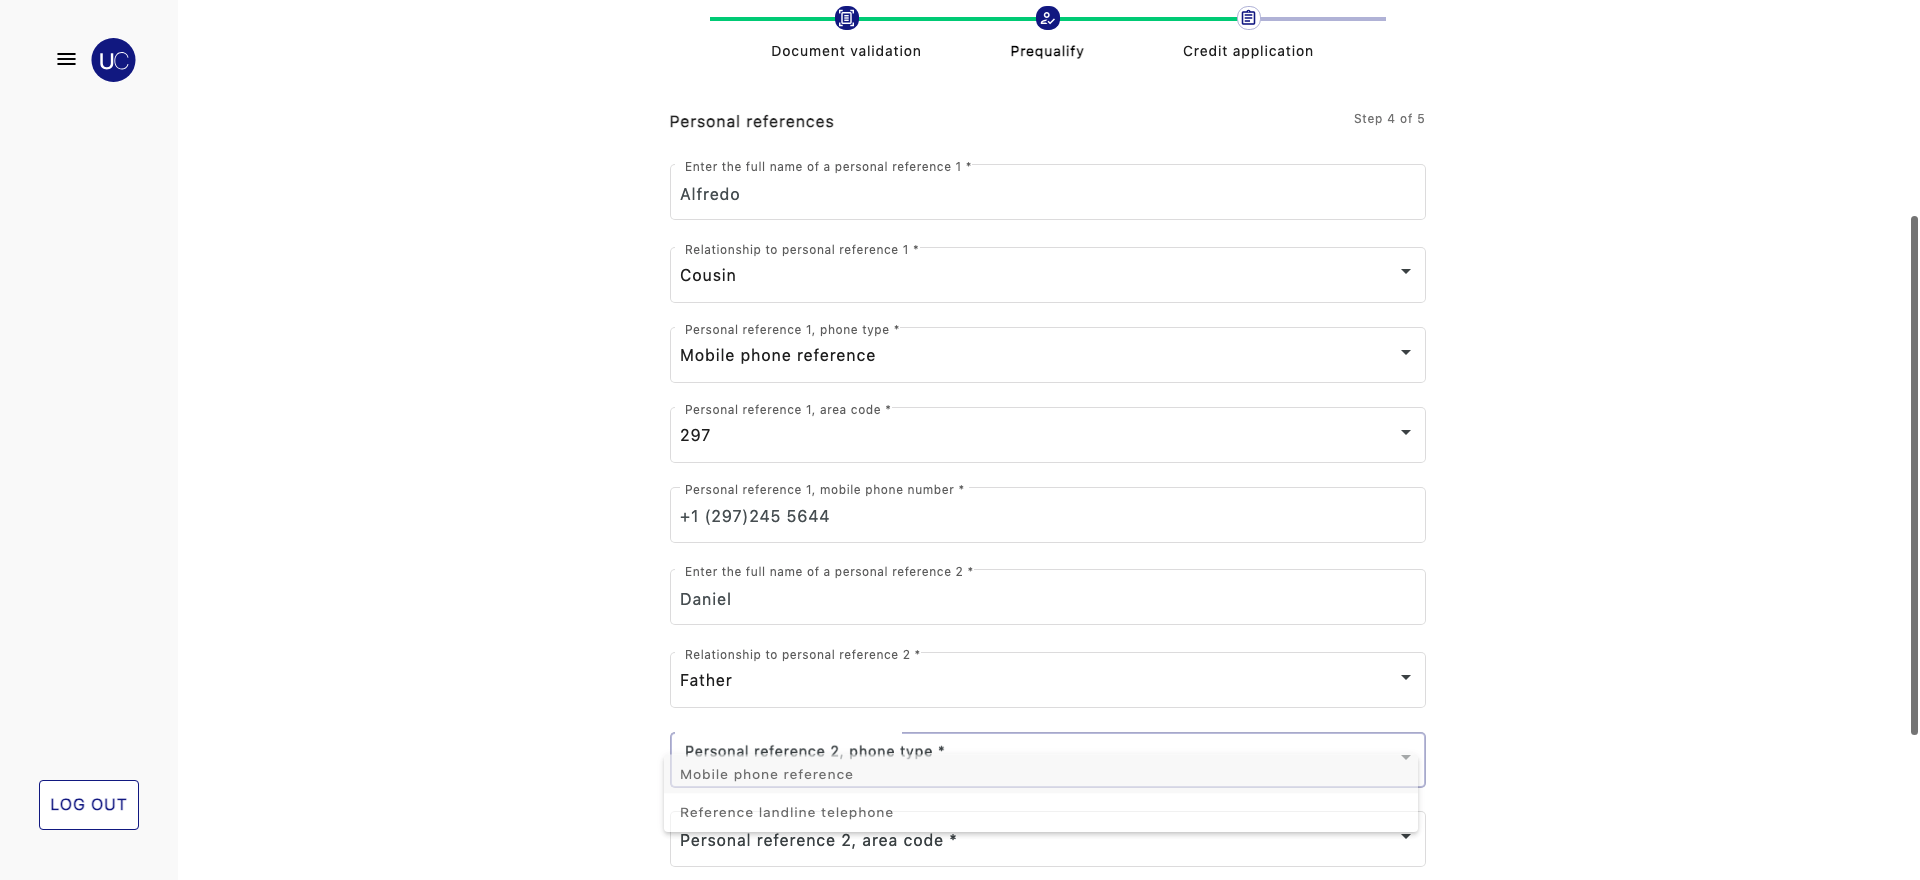 UC
Document validation
Prequalify
Credit application
Personal references
Step 4 of 5
Enter the full name of a personal reference 1 *
Alfredo
Relationship to personal reference 1 *
Cousin
Personal reference 1, phone type *
Mobile phone reference
Personal reference 1, area code *
297
Personal reference 1, mobile phone number *
+1 (297)245 5644
Enter the full name of a personal reference 2 *
Daniel
Relationship to personal reference 2 *
Father
Personal reference 2, phone type *
Mobile phone reference
Reference landline telephone
Personal reference 2, area code *
LOG OUT